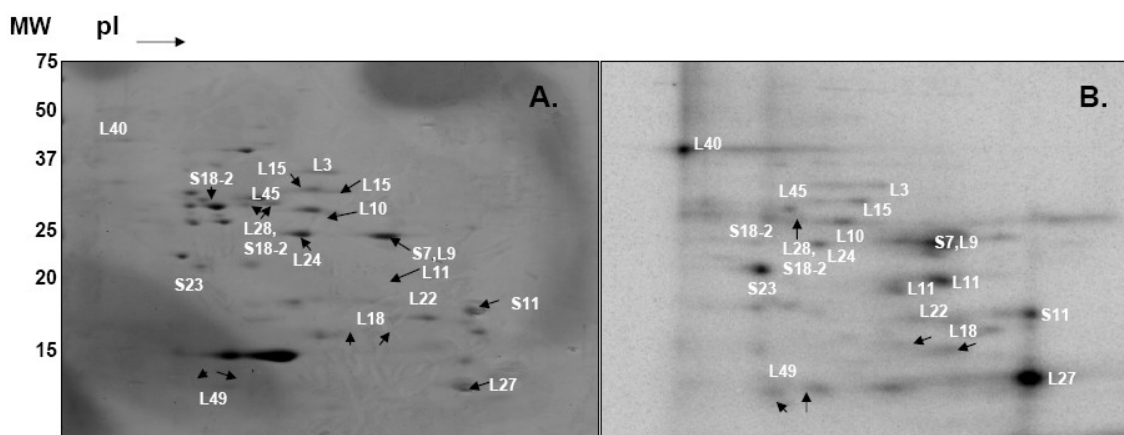 MW pI
75
50
37
25
20
15
A.
L40
L15 L3
S18-2 L15
L45
L10
L28,
S18-2 L24
S7,L9
L11
S23
L22
S11
L18
L27
L49
B.
L40
L45 L3
L15
S18-2 L10
L28, L24 S7,L9
S18-2
S23
L11 L11
L22 S11
L18
L49 L27